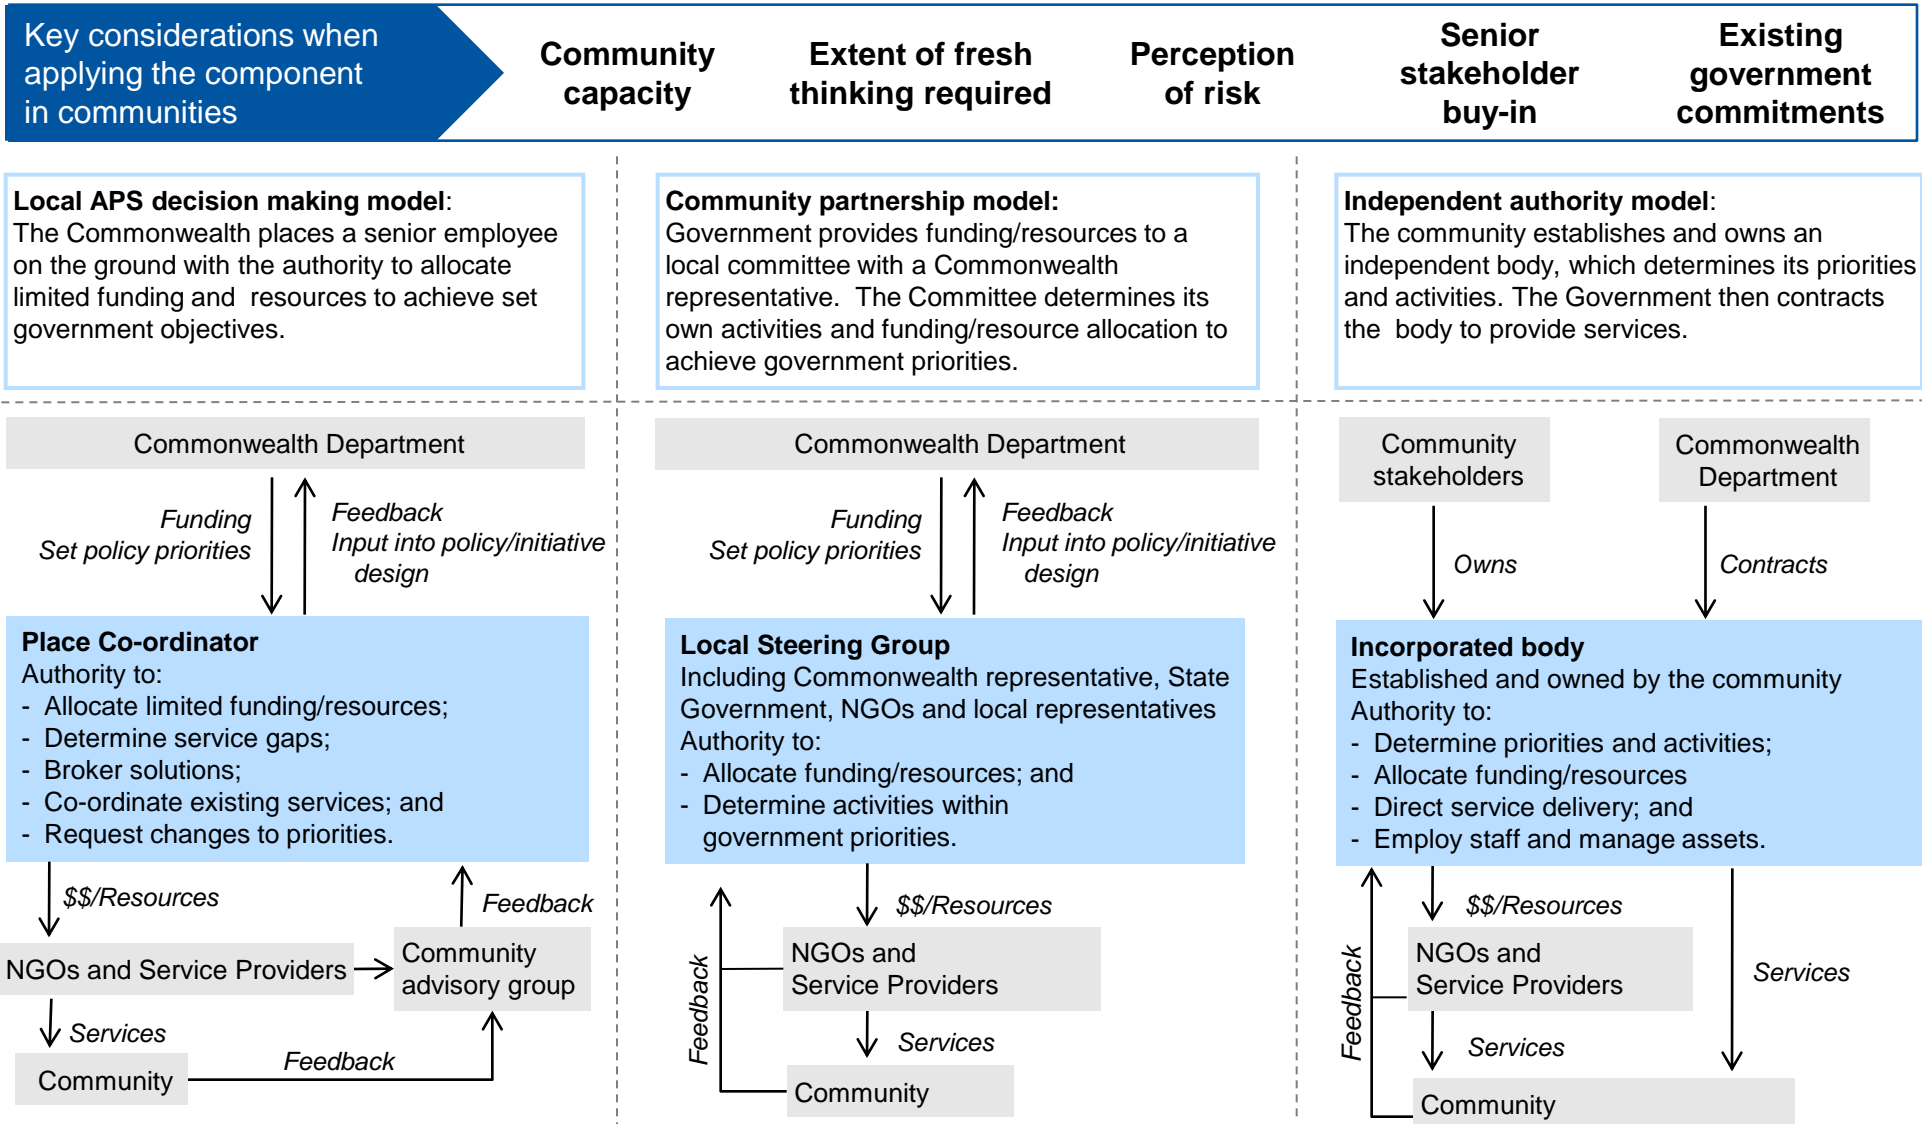 Key considerations when
applying the component
in communities
Community
capacity
Extent of fresh
thinking required
Perception
of risk
Senior
stakeholder
buy-in
Existing
government
commitments
Local APS decision making model:
The Commonwealth places a senior employee
on the ground with the authority to allocate
limited funding and resources to achieve set
government objectives.
Community partnership model:
Government provides funding/resources to a
local committee with a Commonwealth
representative. The Committee determines its
own activities and funding/resource allocation to
achieve government priorities.
Independent authority model:
The community establishes and owns an
independent body, which determines its priorities
and activities. The Government then contracts
the body to provide services.
Commonwealth Department
Funding
Set policy priorities
Feedback
Input into policy/initiative
design
Place Co-ordinator
Authority to:
- Allocate limited funding/resources;
- Determine service gaps;
- Broker solutions;
- Co-ordinate existing services; and
- Request changes to priorities.
$$/Resources
Feedback
NGOs and Service Providers
Community
advisory group
Services
Feedback
Community
Commonwealth Department
Funding
Set policy priorities
Feedback
Input into policy/initiative
design
Local Steering Group
Including Commonwealth representative, State
Government, NGOs and local representatives
Authority to:
- Allocate funding/resources; and
- Determine activities within
government priorities.
$$/Resources
NGOs and
Service Providers
Feedback
Services
Community
Community
stakeholders
Commonwealth
Department
Owns
Contracts
Incorporated body
Established and owned by the community
Authority to:
- Determine priorities and activities;
- Allocate funding/resources
- Direct service delivery; and
- Employ staff and manage assets.
$$/Resources
NGOs and
Service Providers
Feedback
Services
Services
Community